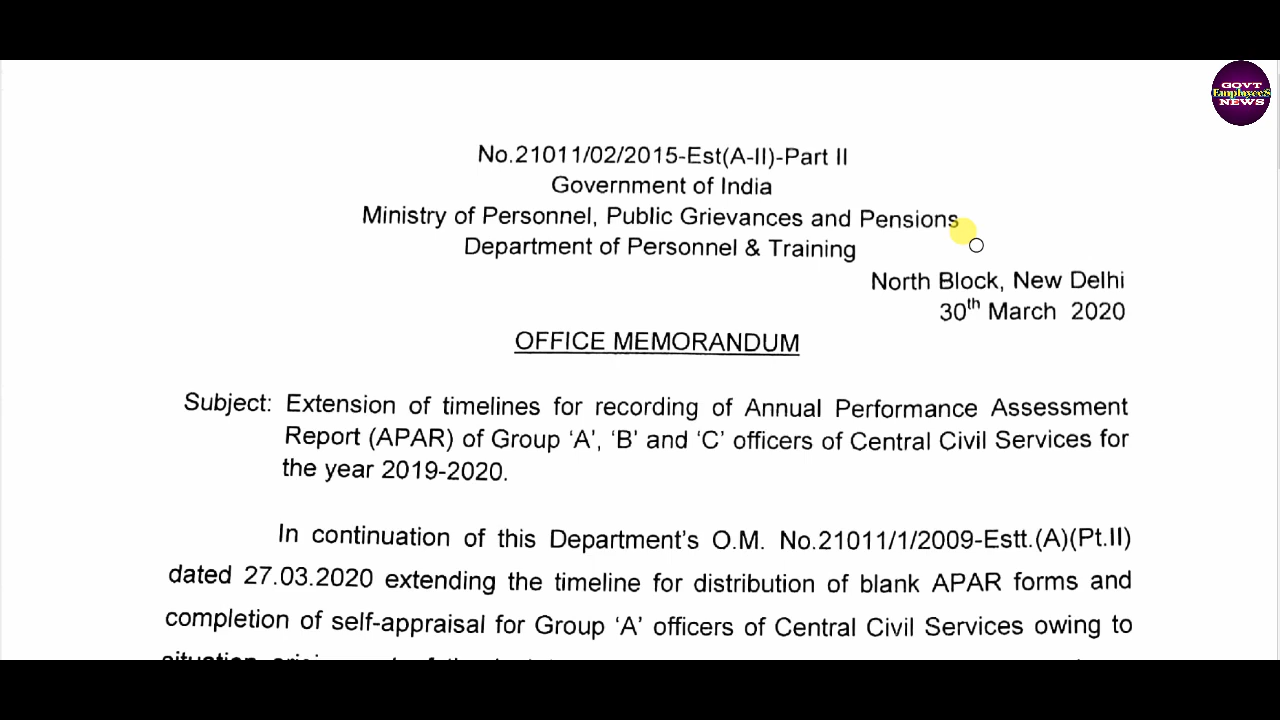 GOVT
EmployeeS
NEWS
No.21011/02/2015-Est(A-II)-Part II
Government of India
Ministry of Personnel, Public Grievances and Pensions
Department of Personnel & Training
North Block, New Delhi
30th March 2020
OFFICE MEMORANDUM
Subject: Extension of timelines for recording of Annual Performance Assessment
Report (APAR) of Group ‘A’, ‘B’ and ‘C’ officers of Central Civil Services for
the year 2019-2020.
In continuation of this Department’s O.M. No.21011/1/2009-Estt.(A)(Pt.II)
dated 27.03.2020 extending the timeline for distribution of blank APAR forms and
completion of self-appraisal for Group ‘A’ officers of Central Civil Services owing to